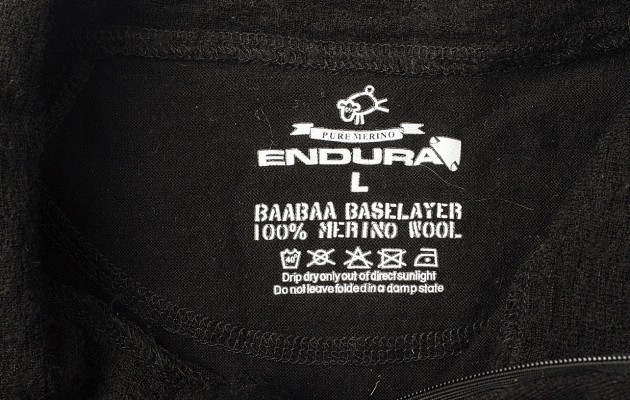 PURE MERINO
ENDURA
L
BAABAA BASELAYER
100% MERINO WOOL
40°
Drip dry only out of direct sunlight
Do not leave folded in a damp state